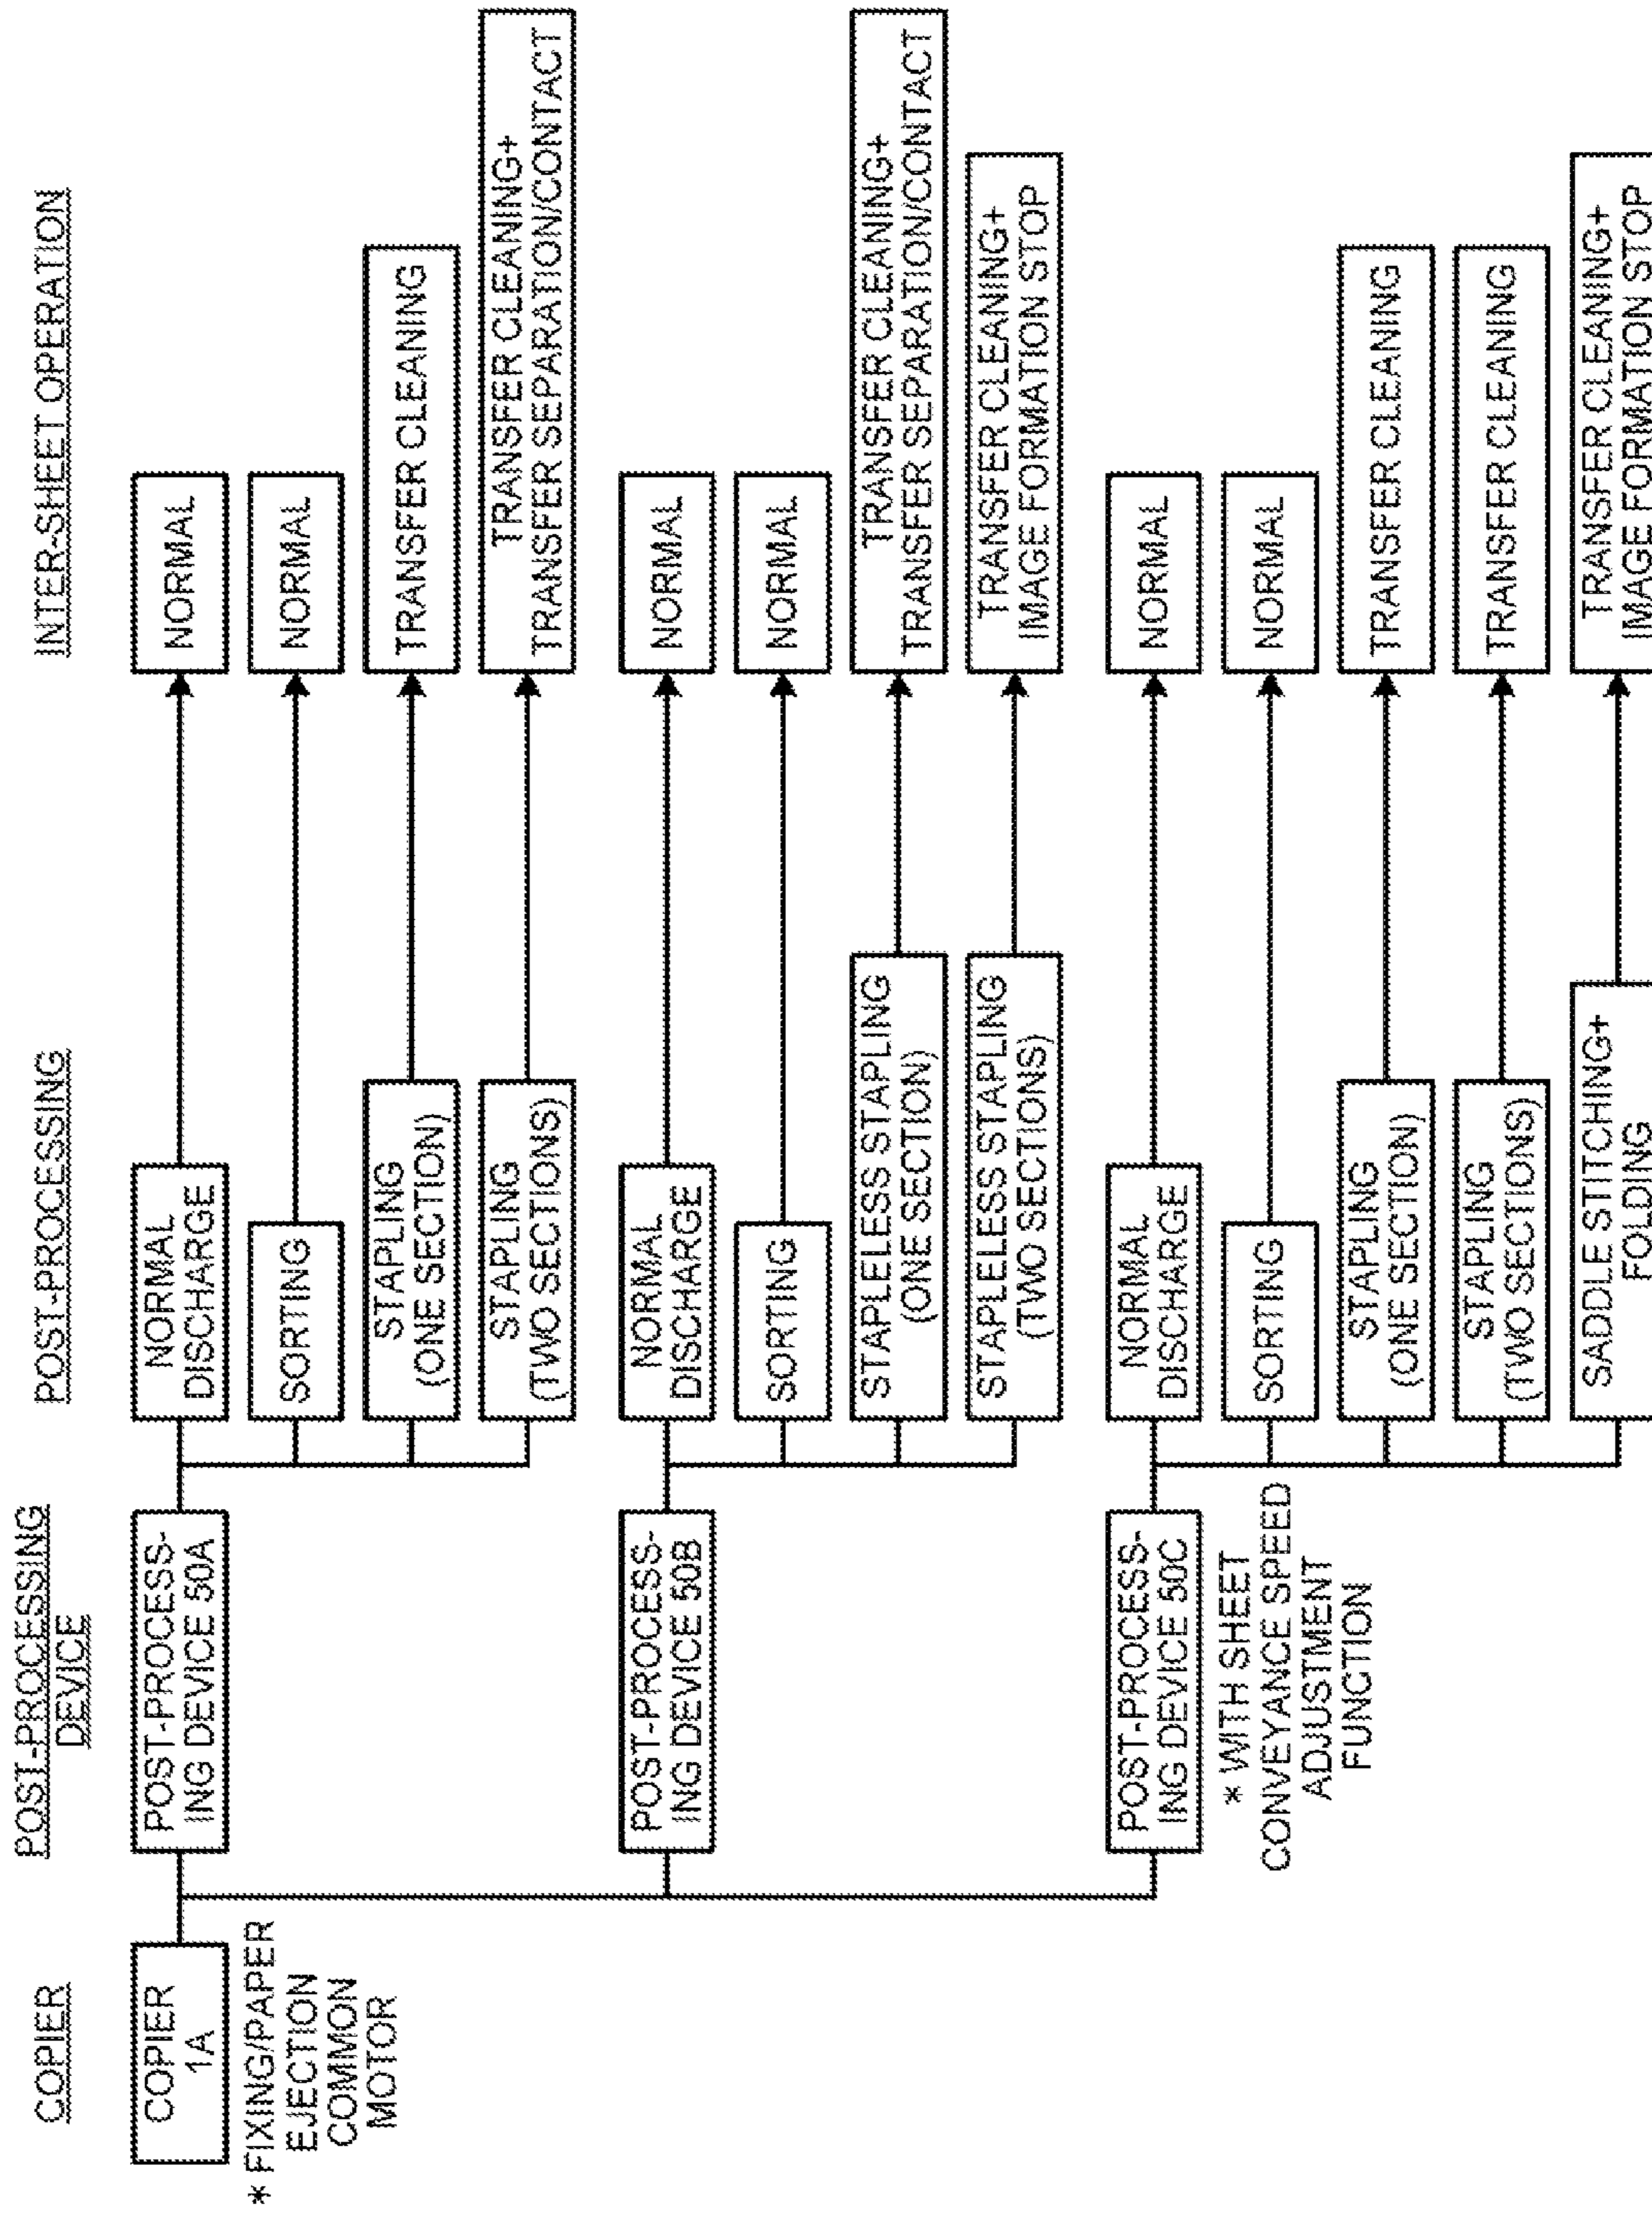 COPIER
POST-PROCESSING
DEVICE
POST-PROCESSING
INTER-SHEET OPERATION
COPIER
1A
* FIXING/PAPER
EJECTION
COMMON
MOTOR
POST-PROCESS-
ING DEVICE 50A
NORMAL
DISCHARGE
NORMAL
SORTING
NORMAL
STAPLING
(ONE SECTION)
TRANSFER CLEANING
STAPLING
(TWO SECTIONS)
TRANSFER CLEANING+
TRANSFER SEPARATION/CONTACT
POST-PROCESS-
ING DEVICE 50B
NORMAL
DISCHARGE
NORMAL
SORTING
NORMAL
STAPLELESS STAPLING
(ONE SECTION)
TRANSFER CLEANING+
TRANSFER SEPARATION/CONTACT
STAPLELESS STAPLING
(TWO SECTIONS)
TRANSFER CLEANING+
IMAGE FORMATION STOP
POST-PROCESS-
ING DEVICE 50C
* WITH SHEET
CONVEYANCE SPEED
ADJUSTMENT
FUNCTION
NORMAL
DISCHARGE
NORMAL
SORTING
NORMAL
STAPLING
(ONE SECTION)
TRANSFER CLEANING
STAPLING
(TWO SECTIONS)
TRANSFER CLEANING
SADDLE STITCHING+
FOLDING
TRANSFER CLEANING+
IMAGE FORMATION STOP